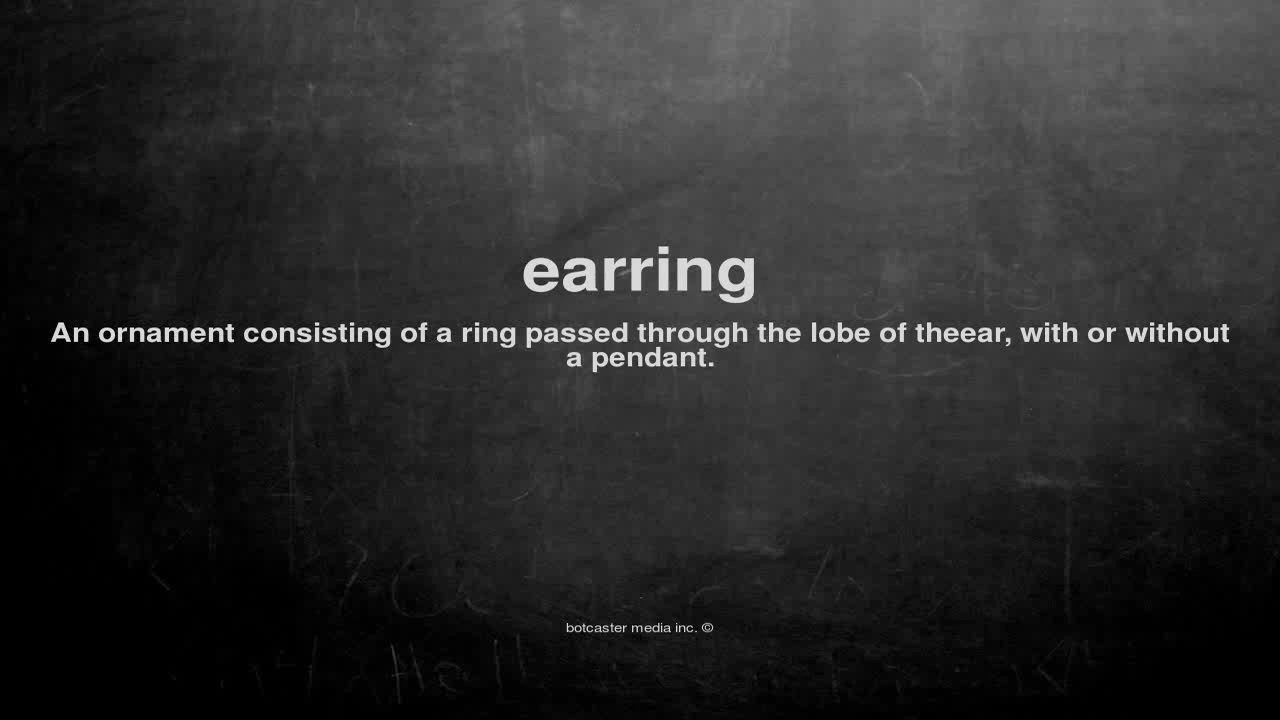 earring
An ornament consisting of a ring passed through the lobe of theear, with or without
a pendant.
botcaster media inc. ©